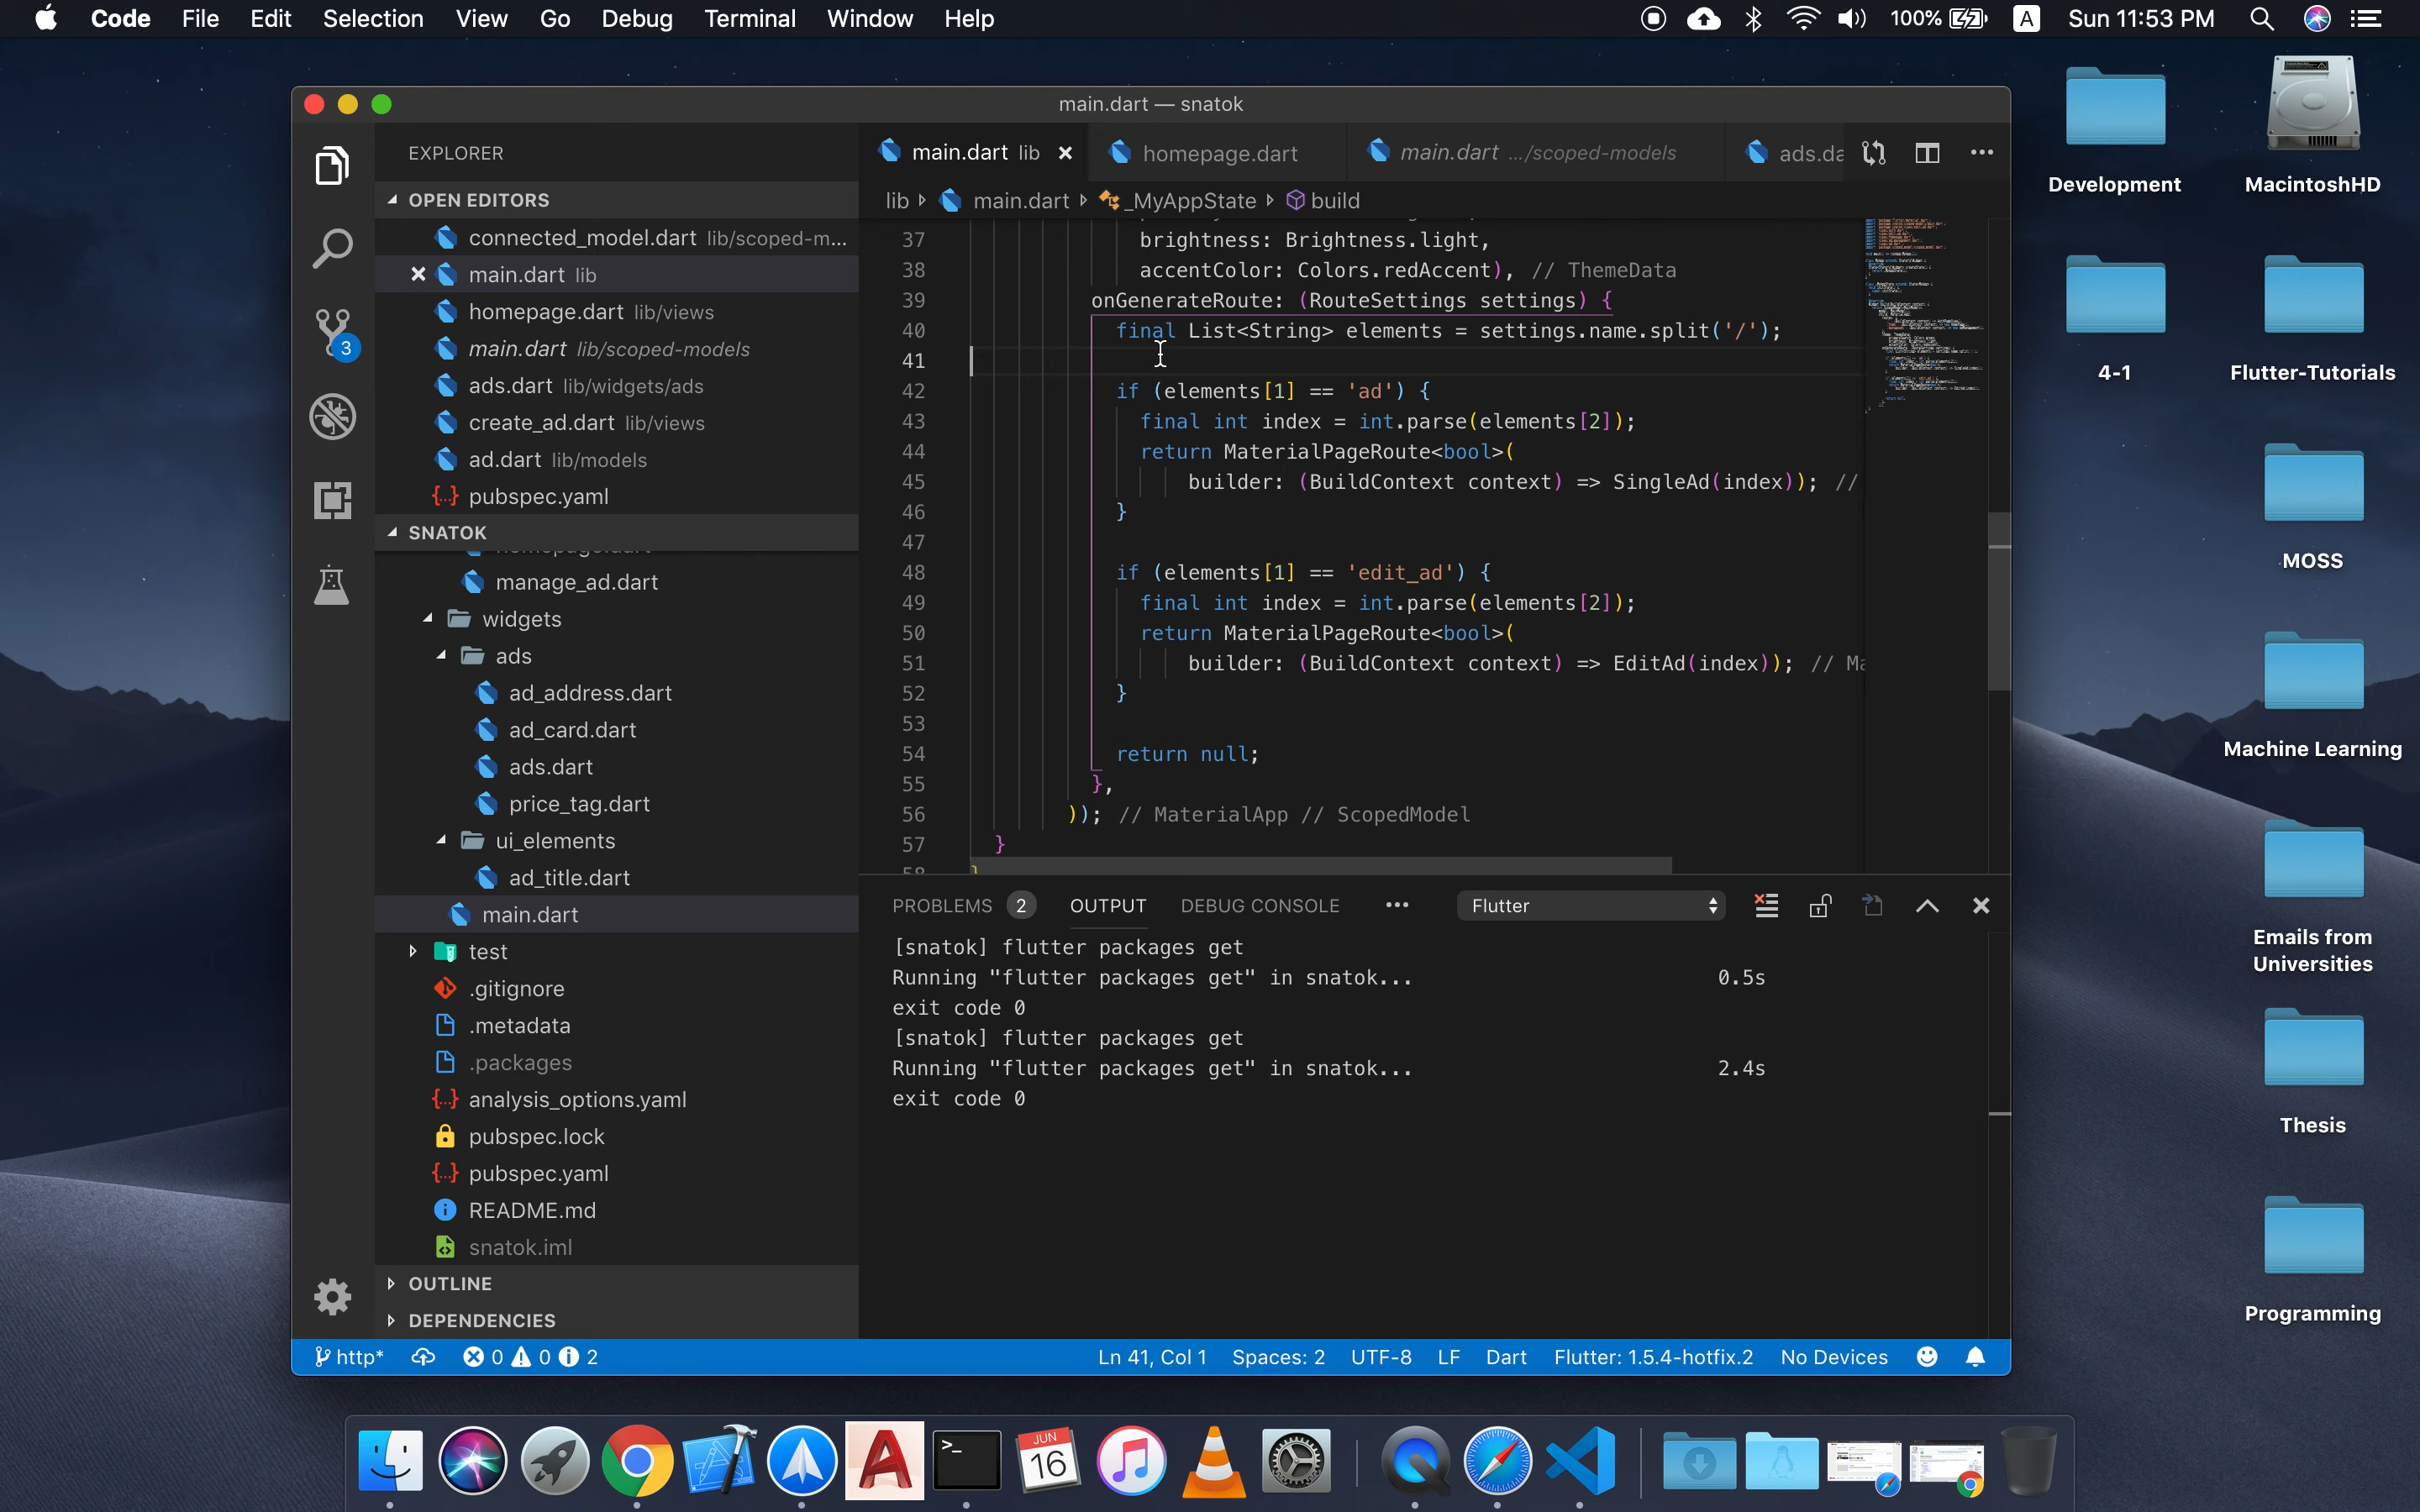 Code File Edit Selection View Go Debug Terminal Window Help 100% A Sun 11:53 PM
main.dart — snatok
EXPLORER
OPEN EDITORS
connected_model.dart lib/scoped-m...
main.dart lib
homepage.dart lib/views
main.dart lib/scoped-models
ads.dart lib/widgets/ads
create_ad.dart lib/views
ad.dart lib/models
{...} pubspec.yaml
3
SNATOK
homepage.dart
manage_ad.dart
widgets
ads
ad_address.dart
ad_card.dart
ads.dart
price_tag.dart
ui_elements
ad_title.dart
main.dart
test
.gitignore
.metadata
.packages
{...} analysis_options.yaml
pubspec.lock
{...} pubspec.yaml
README.md
snatok.iml
OUTLINE
DEPENDENCIES
main.dart lib homepage.dart main.dart .../scoped-models ads.da
lib main.dart _MyAppState build
37 brightness: Brightness.light,
38 accentColor: Colors.redAccent), // ThemeData
39 onGenerateRoute: (RouteSettings settings) {
40 final List<String> elements = settings.name.split('/');
41
42 if (elements[1] == 'ad') {
43 final int index = int.parse(elements[2]);
44 return MaterialPageRoute<bool>(
45 builder: (BuildContext context) => SingleAd(index)); //
46 }
47
48 if (elements[1] == 'edit_ad') {
49 final int index = int.parse(elements[2]);
50 return MaterialPageRoute<bool>(
51 builder: (BuildContext context) => EditAd(index)); // Ma
52 }
53
54 return null;
55 },
56 )); // MaterialApp // ScopedModel
57 }
58 }
PROBLEMS 2 OUTPUT DEBUG CONSOLE ... Flutter
[snatok] flutter packages get
Running "flutter packages get" in snatok... 0.5s
exit code 0
[snatok] flutter packages get
Running "flutter packages get" in snatok... 2.4s
exit code 0
http* 0 0 2 Ln 41, Col 1 Spaces: 2 UTF-8 LF Dart Flutter: 1.5.4-hotfix.2 No Devices
Development
MacintoshHD
4-1
Flutter-Tutorials
MOSS
Machine Learning
Emails from
Universities
Thesis
Programming
>_
JUN
16